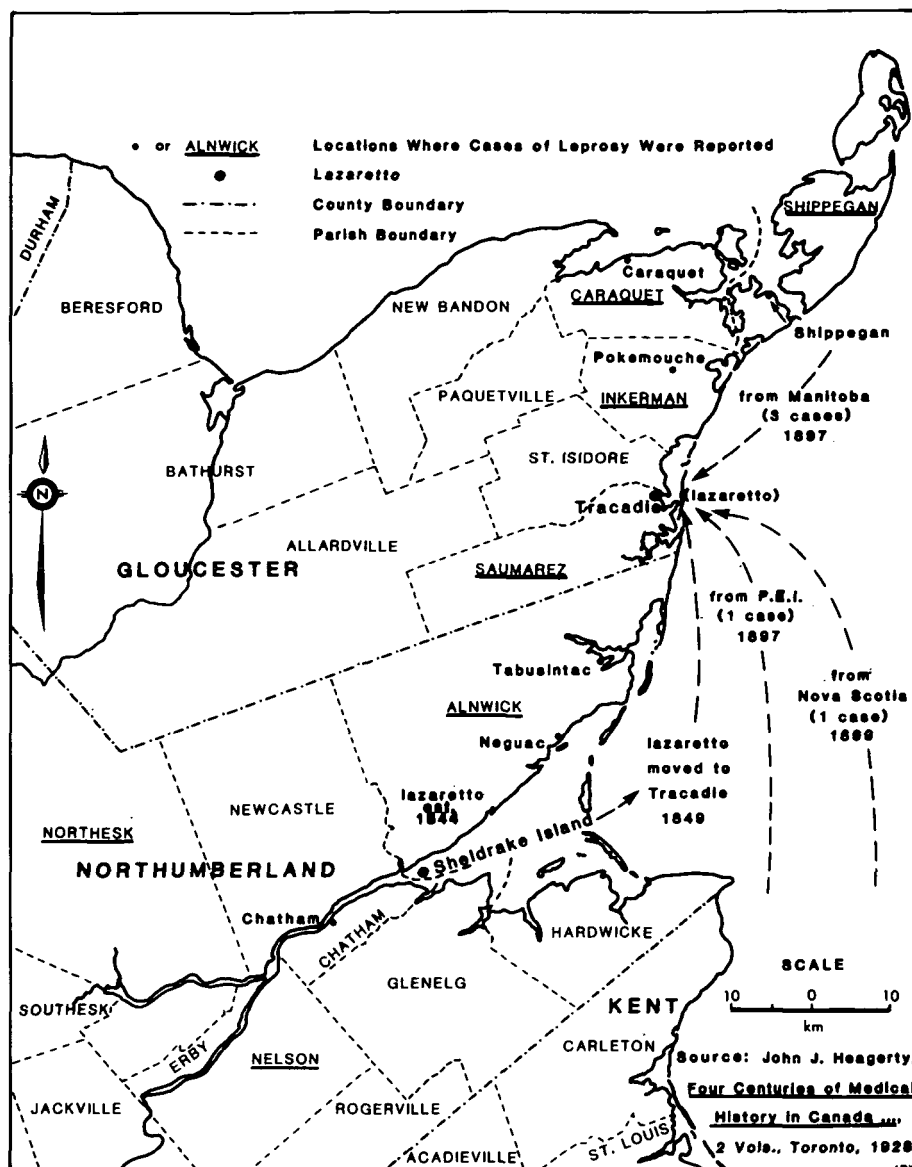 • or ALNWICK Locations Where Cases of Leprosy Were Reported
Lazaretto
County Boundary
Parish Boundary
DURHAM
BERESFORD
NEW BANDON
SHIPPEGAN
Caraquet
CARAQUET
Shippegan
Pokemouche
PAQUETVILLE
INKERMAN
from Manitoba
(3 cases)
1897
N
BATHURST
ST. ISIDORE
Tracadie
(lazaretto)
ALLARDVILLE
GLOUCESTER
SAUMAREZ
from P.E.I.
(1 case)
1897
Tabusintac
from
Nova Scotia
(1 case)
1899
ALNWICK
Neguac
lazaretto
moved to
Tracadie
1849
lazaretto
est.
1844
NEWCASTLE
NORTHESK
Sheldrake Island
NORTHUMBERLAND
Chatham
CHATHAM
HARDWICKE
GLENELG
SCALE
10 0 10
km
SOUTHESK
KENT
ERBY
NELSON
CARLETON
JACKVILLE
ROGERVILLE
ACADIEVILLE
ST. LOUIS
Source: John J. Heagerty,
Four Centuries of Medical
History in Canada ...,
2 Vols., Toronto, 1928